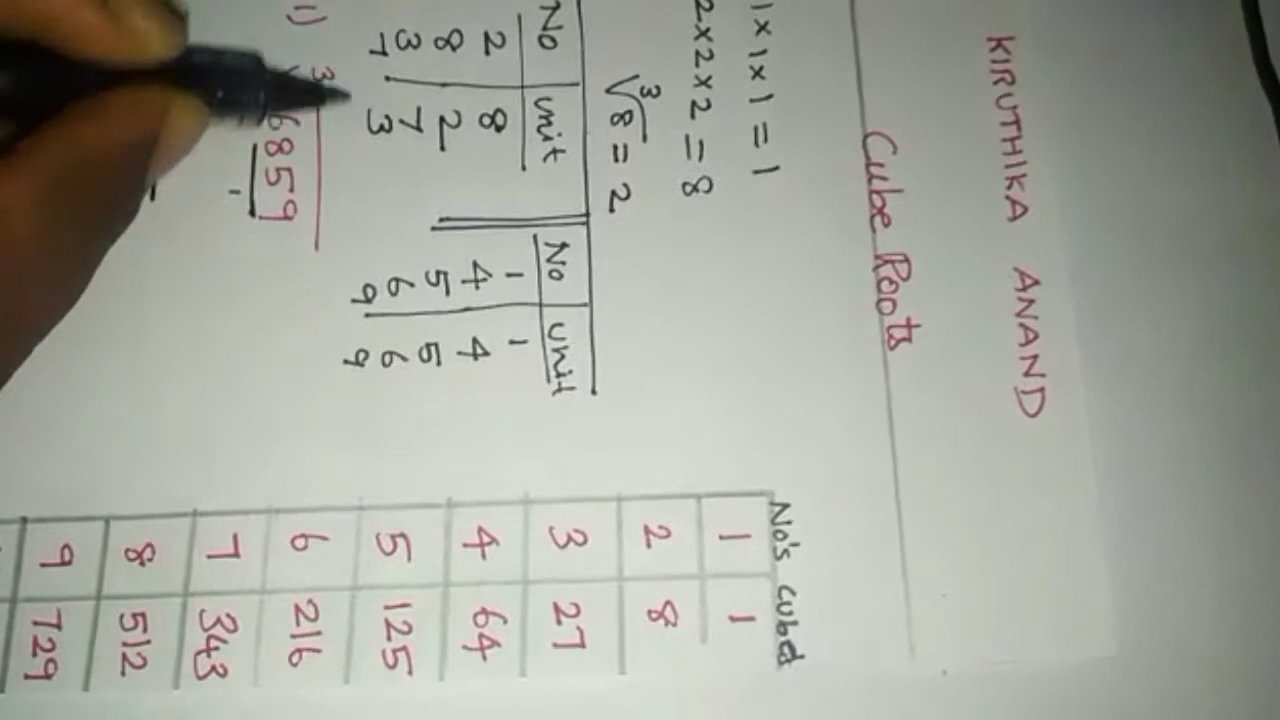 KIRUTHIKA ANAND
Cube Roots
1 x 1 x 1 = 1
2 x 2 x 2 = 8
³√8 = 2
No unit No unit
2 8 1 1
8 2 4 4
3 7 5 5
7 3 6 6
9 9
1) ³√6859
No's cubed
1 1
2 8
3 27
4 64
5 125
6 216
7 343
8 512
9 729